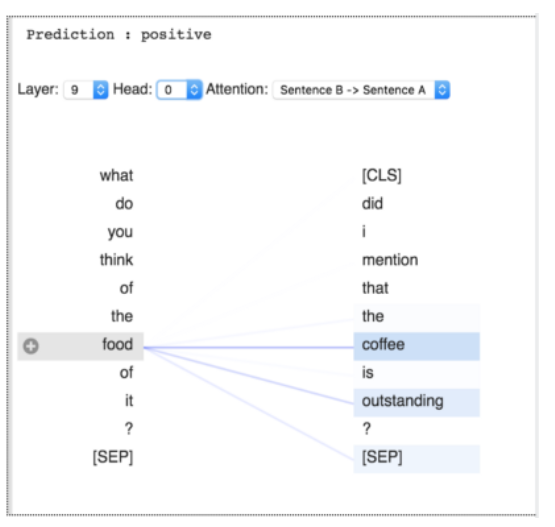 Prediction : positive
Layer: 9 Head: 0 Attention: Sentence B -> Sentence A
what [CLS]
do did
you i
think mention
of that
the the
food coffee
of is
it outstanding
? ?
[SEP] [SEP]